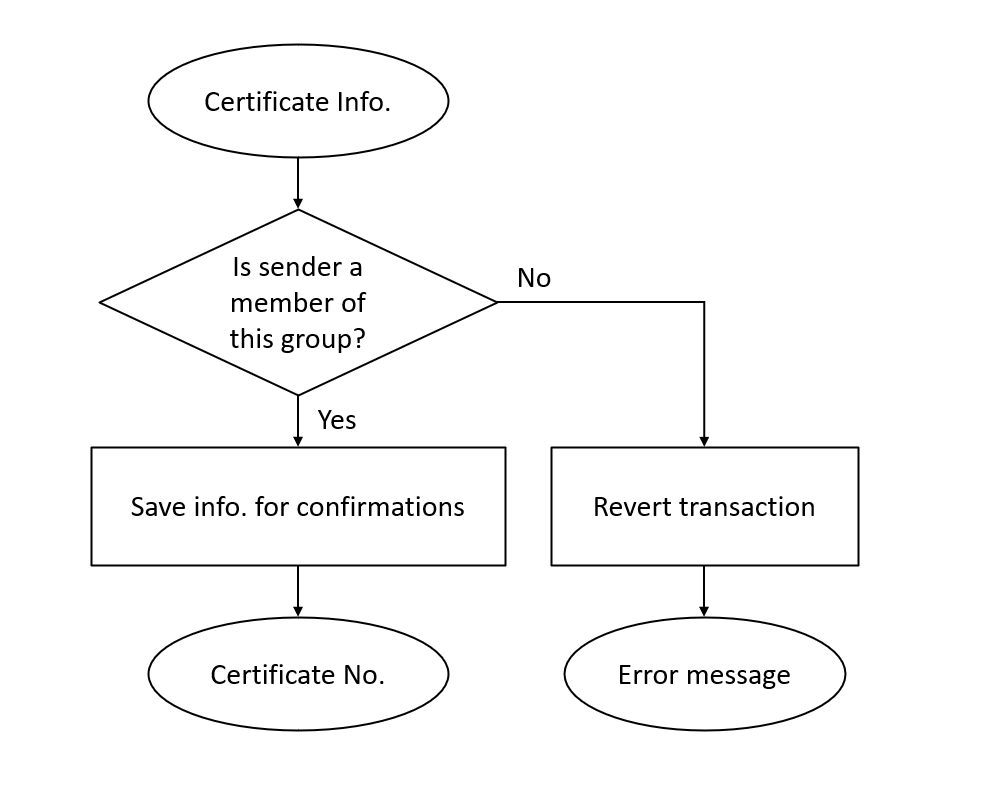 Certificate Info.
Is sender a
member of
this group?
No
Yes
Save info. for confirmations
Revert transaction
Certificate No.
Error message